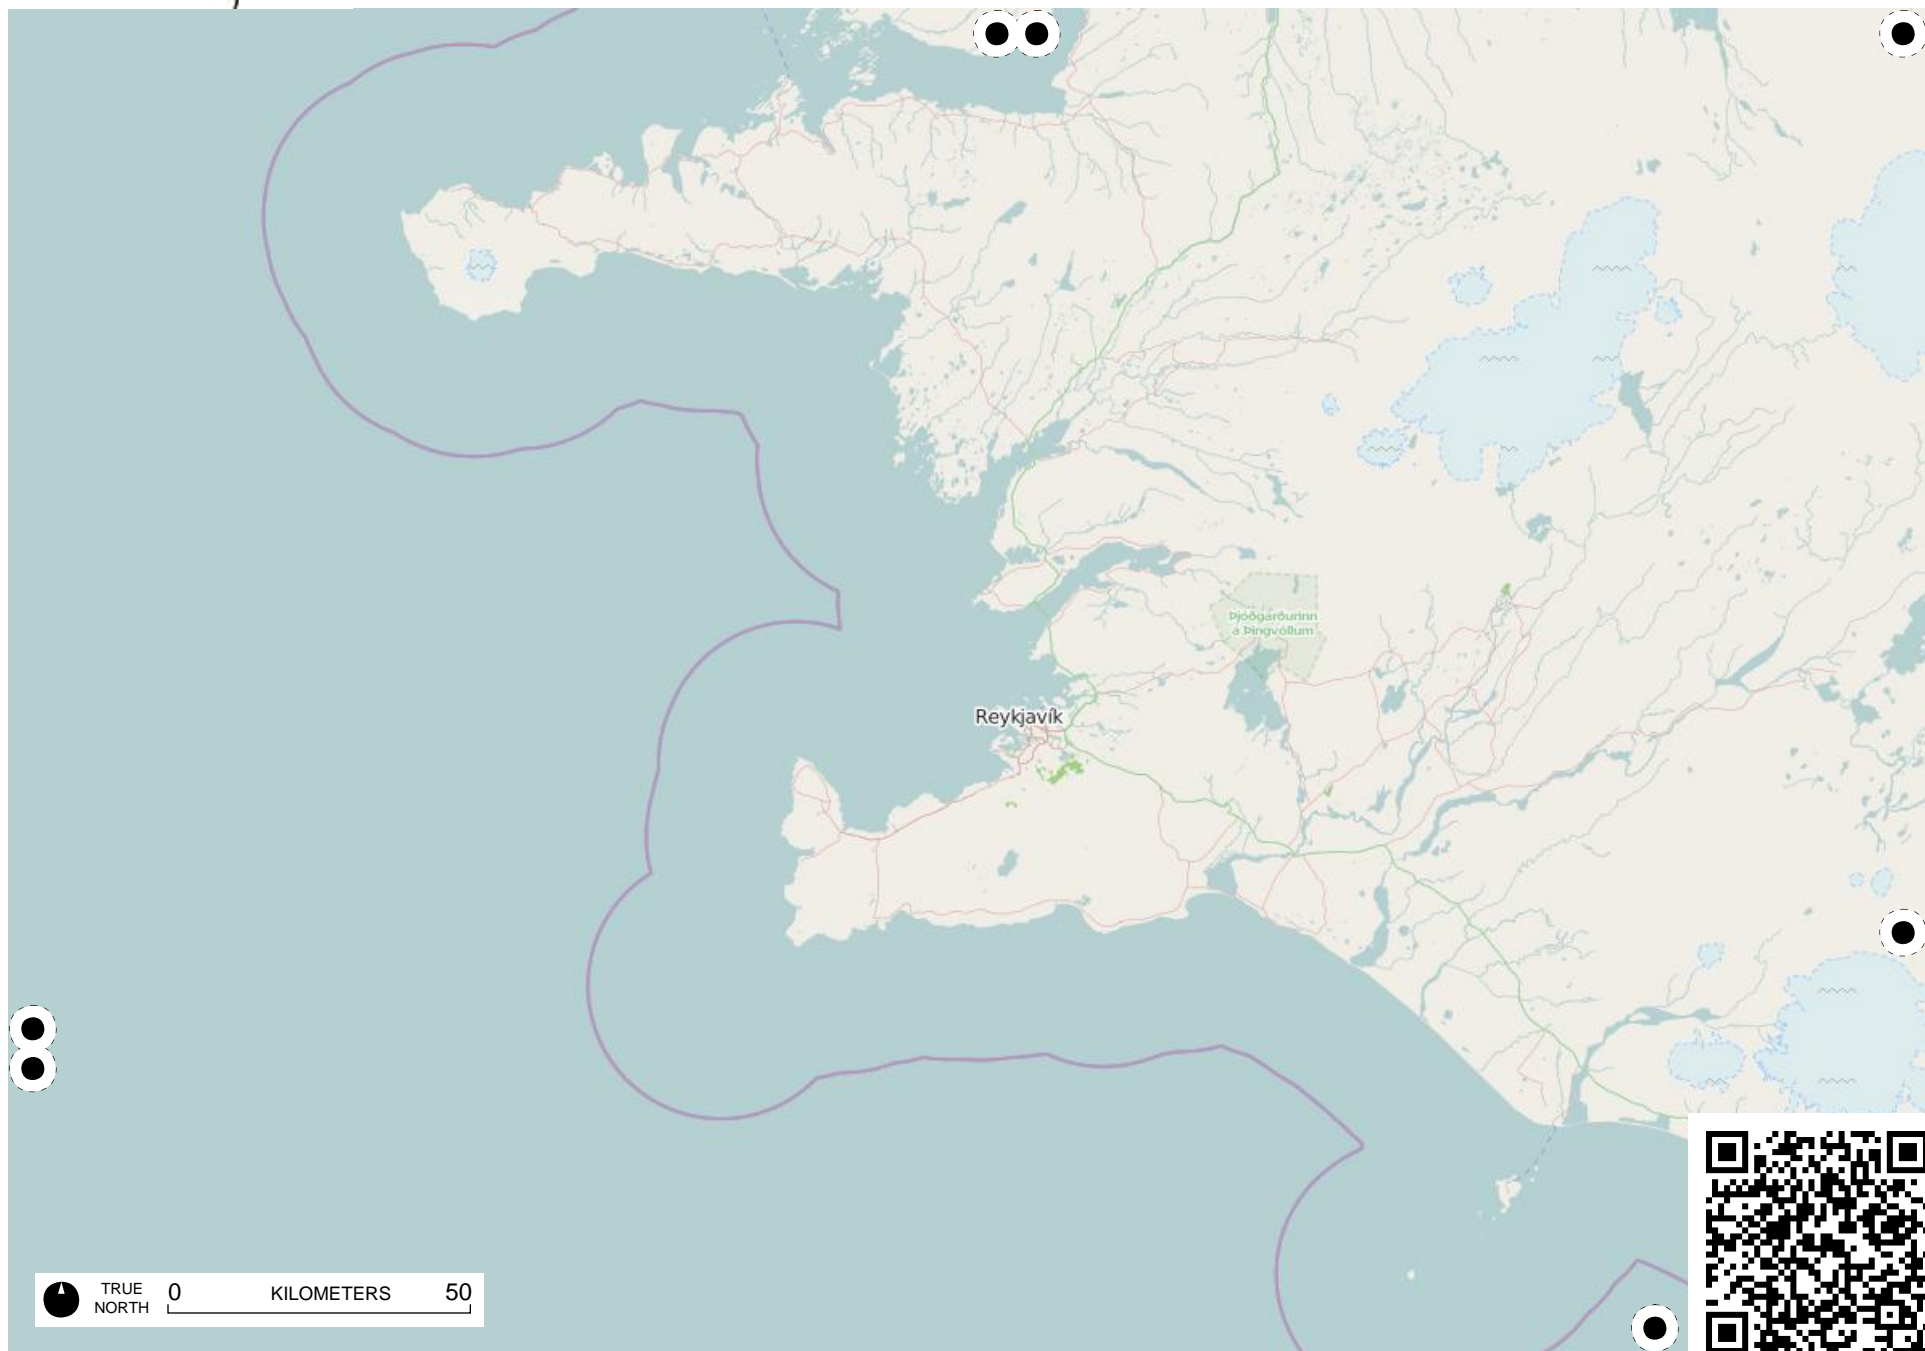 Þjóðgarðurinn
á Þingvöllum
Reykjavík
TRUE
NORTH
0 KILOMETERS 50